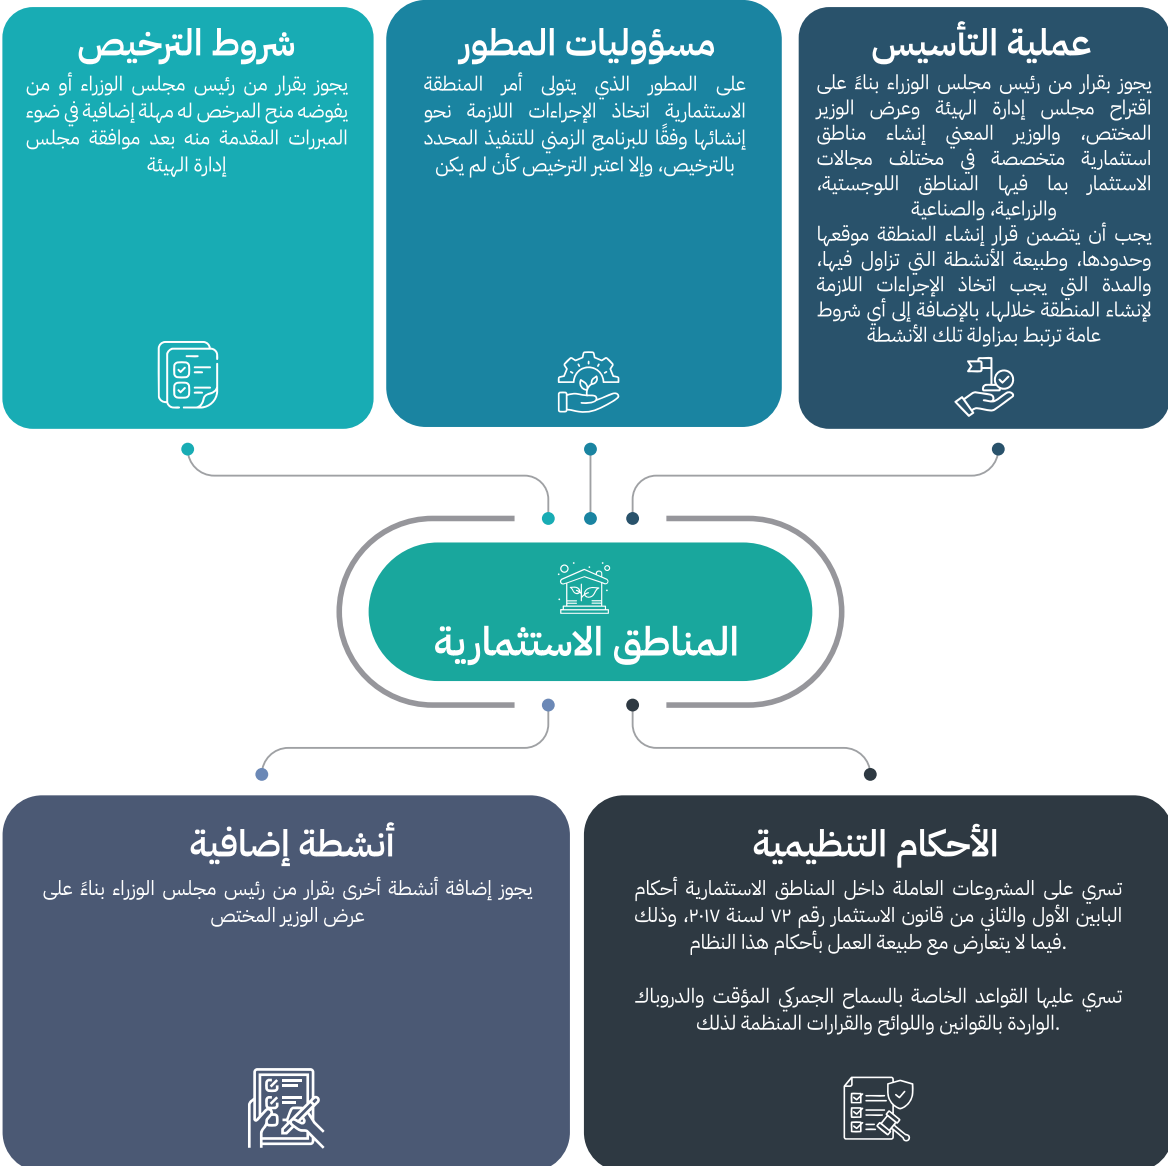 عملية التأسيس
يجوز بقرار من رئيس مجلس الوزراء بناءً على
اقتراح مجلس إدارة الهيئة وعرض الوزير
المختص، والوزير المعني إنشاء مناطق
استثمارية متخصصة في مختلف مجالات
الاستثمار بما فيها المناطق اللوجستية،
والزراعية، والصناعية
يجب أن يتضمن قرار إنشاء المنطقة موقعها
وحدودها، وطبيعة الأنشطة التي تزاول فيها،
والمدة التي يجب اتخاذ الإجراءات اللازمة
لإنشاء المنطقة خلالها، بالإضافة إلى أي شروط
عامة ترتبط بمزاولة تلك الأنشطة
مسؤوليات المطور
على المطور الذي يتولى أمر المنطقة
الاستثمارية اتخاذ الإجراءات اللازمة نحو
إنشائها وفقًا للبرنامج الزمني للتنفيذ المحدد
بالترخيص، وإلا اعتبر الترخيص كأن لم يكن
شروط الترخيص
يجوز بقرار من رئيس مجلس الوزراء أو من
يفوضه منح المرخص له مهلة إضافية في ضوء
المبررات المقدمة منه بعد موافقة مجلس
إدارة الهيئة
المناطق الاستثمارية
الأحكام التنظيمية
تسري على المشروعات العاملة داخل المناطق الاستثمارية أحكام
البابين الأول والثاني من قانون الاستثمار رقم ٧٢ لسنة ٢٠١٧، وذلك
فيما لا يتعارض مع طبيعة العمل بأحكام هذا النظام.
تسري عليها القواعد الخاصة بالسماح الجمركي المؤقت والدروباك
الواردة بالقوانين واللوائح والقرارات المنظمة لذلك.
أنشطة إضافية
يجوز إضافة أنشطة أخرى بقرار من رئيس مجلس الوزراء بناءً على
عرض الوزير المختص